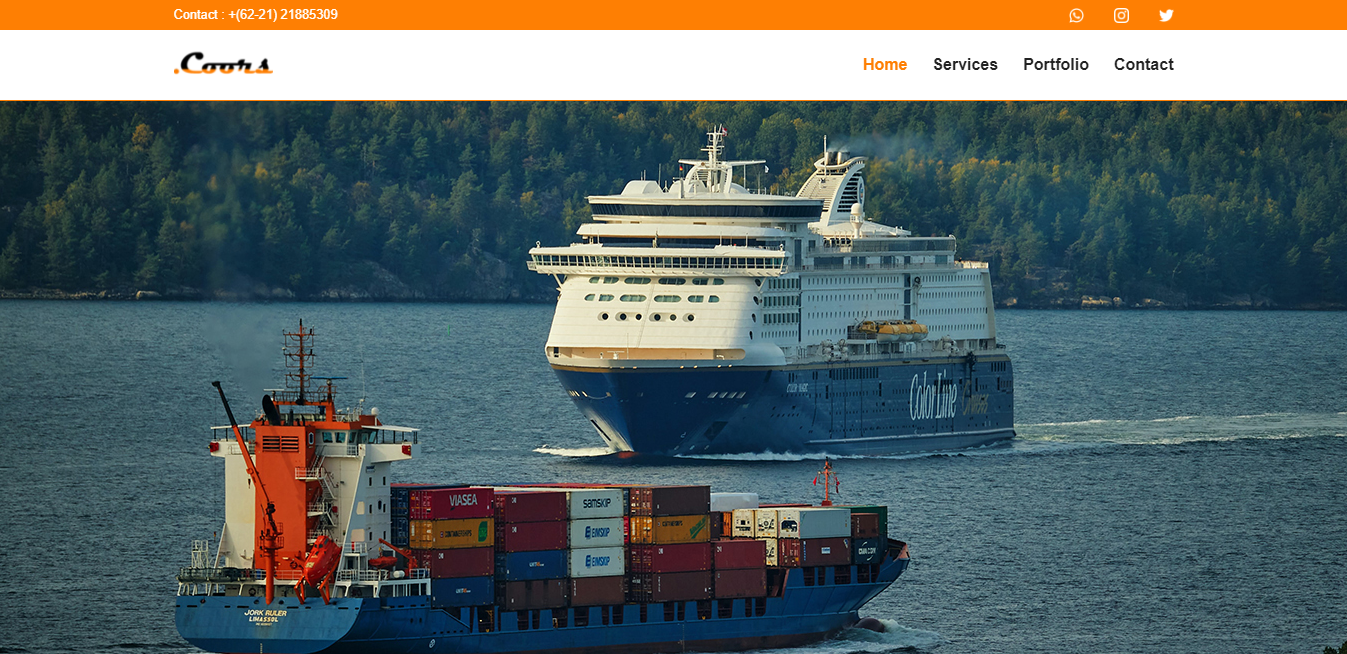 Contact : +(62-21) 21885309
.Coors
Home Services Portfolio Contact
Color Line
VIASEA
SAMSKIP
EIMSKIP
EIMSKIP
JORK RULER
LIMASSOL